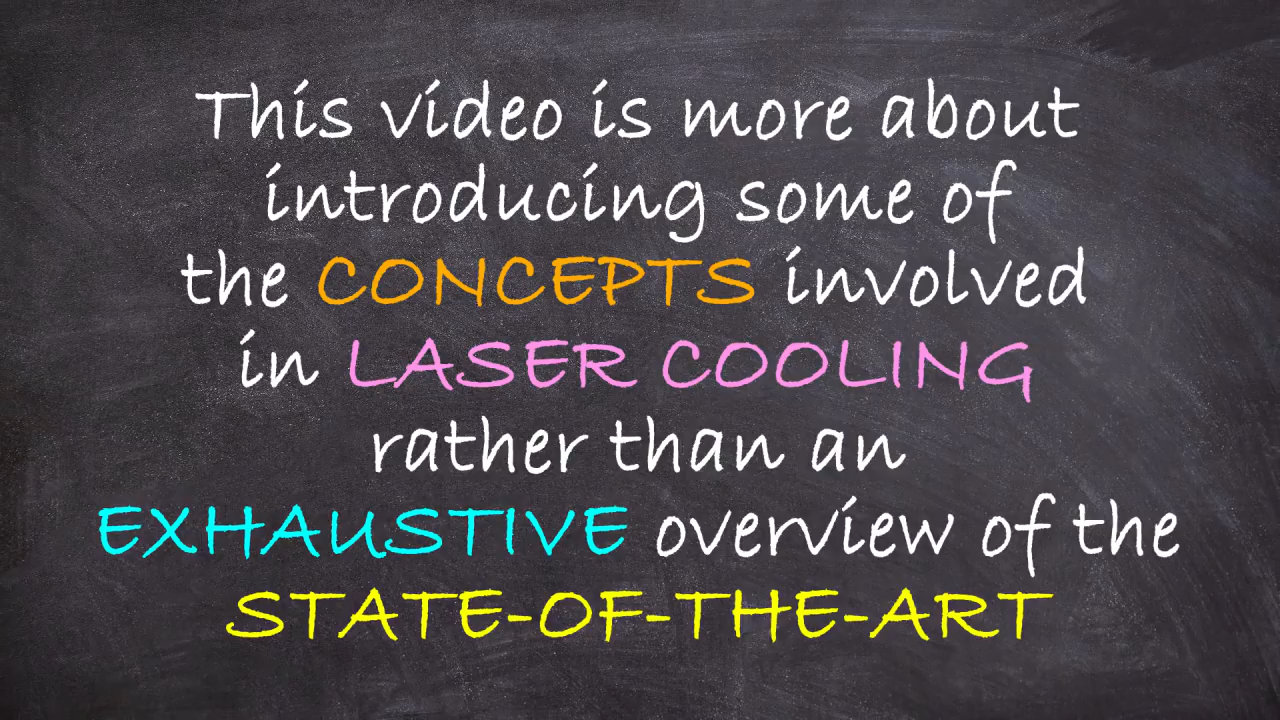 This video is more about
introducing some of
the CONCEPTS involved
in LASER COOLING
rather than an
EXHAUSTIVE overview of the
STATE-OF-THE-ART